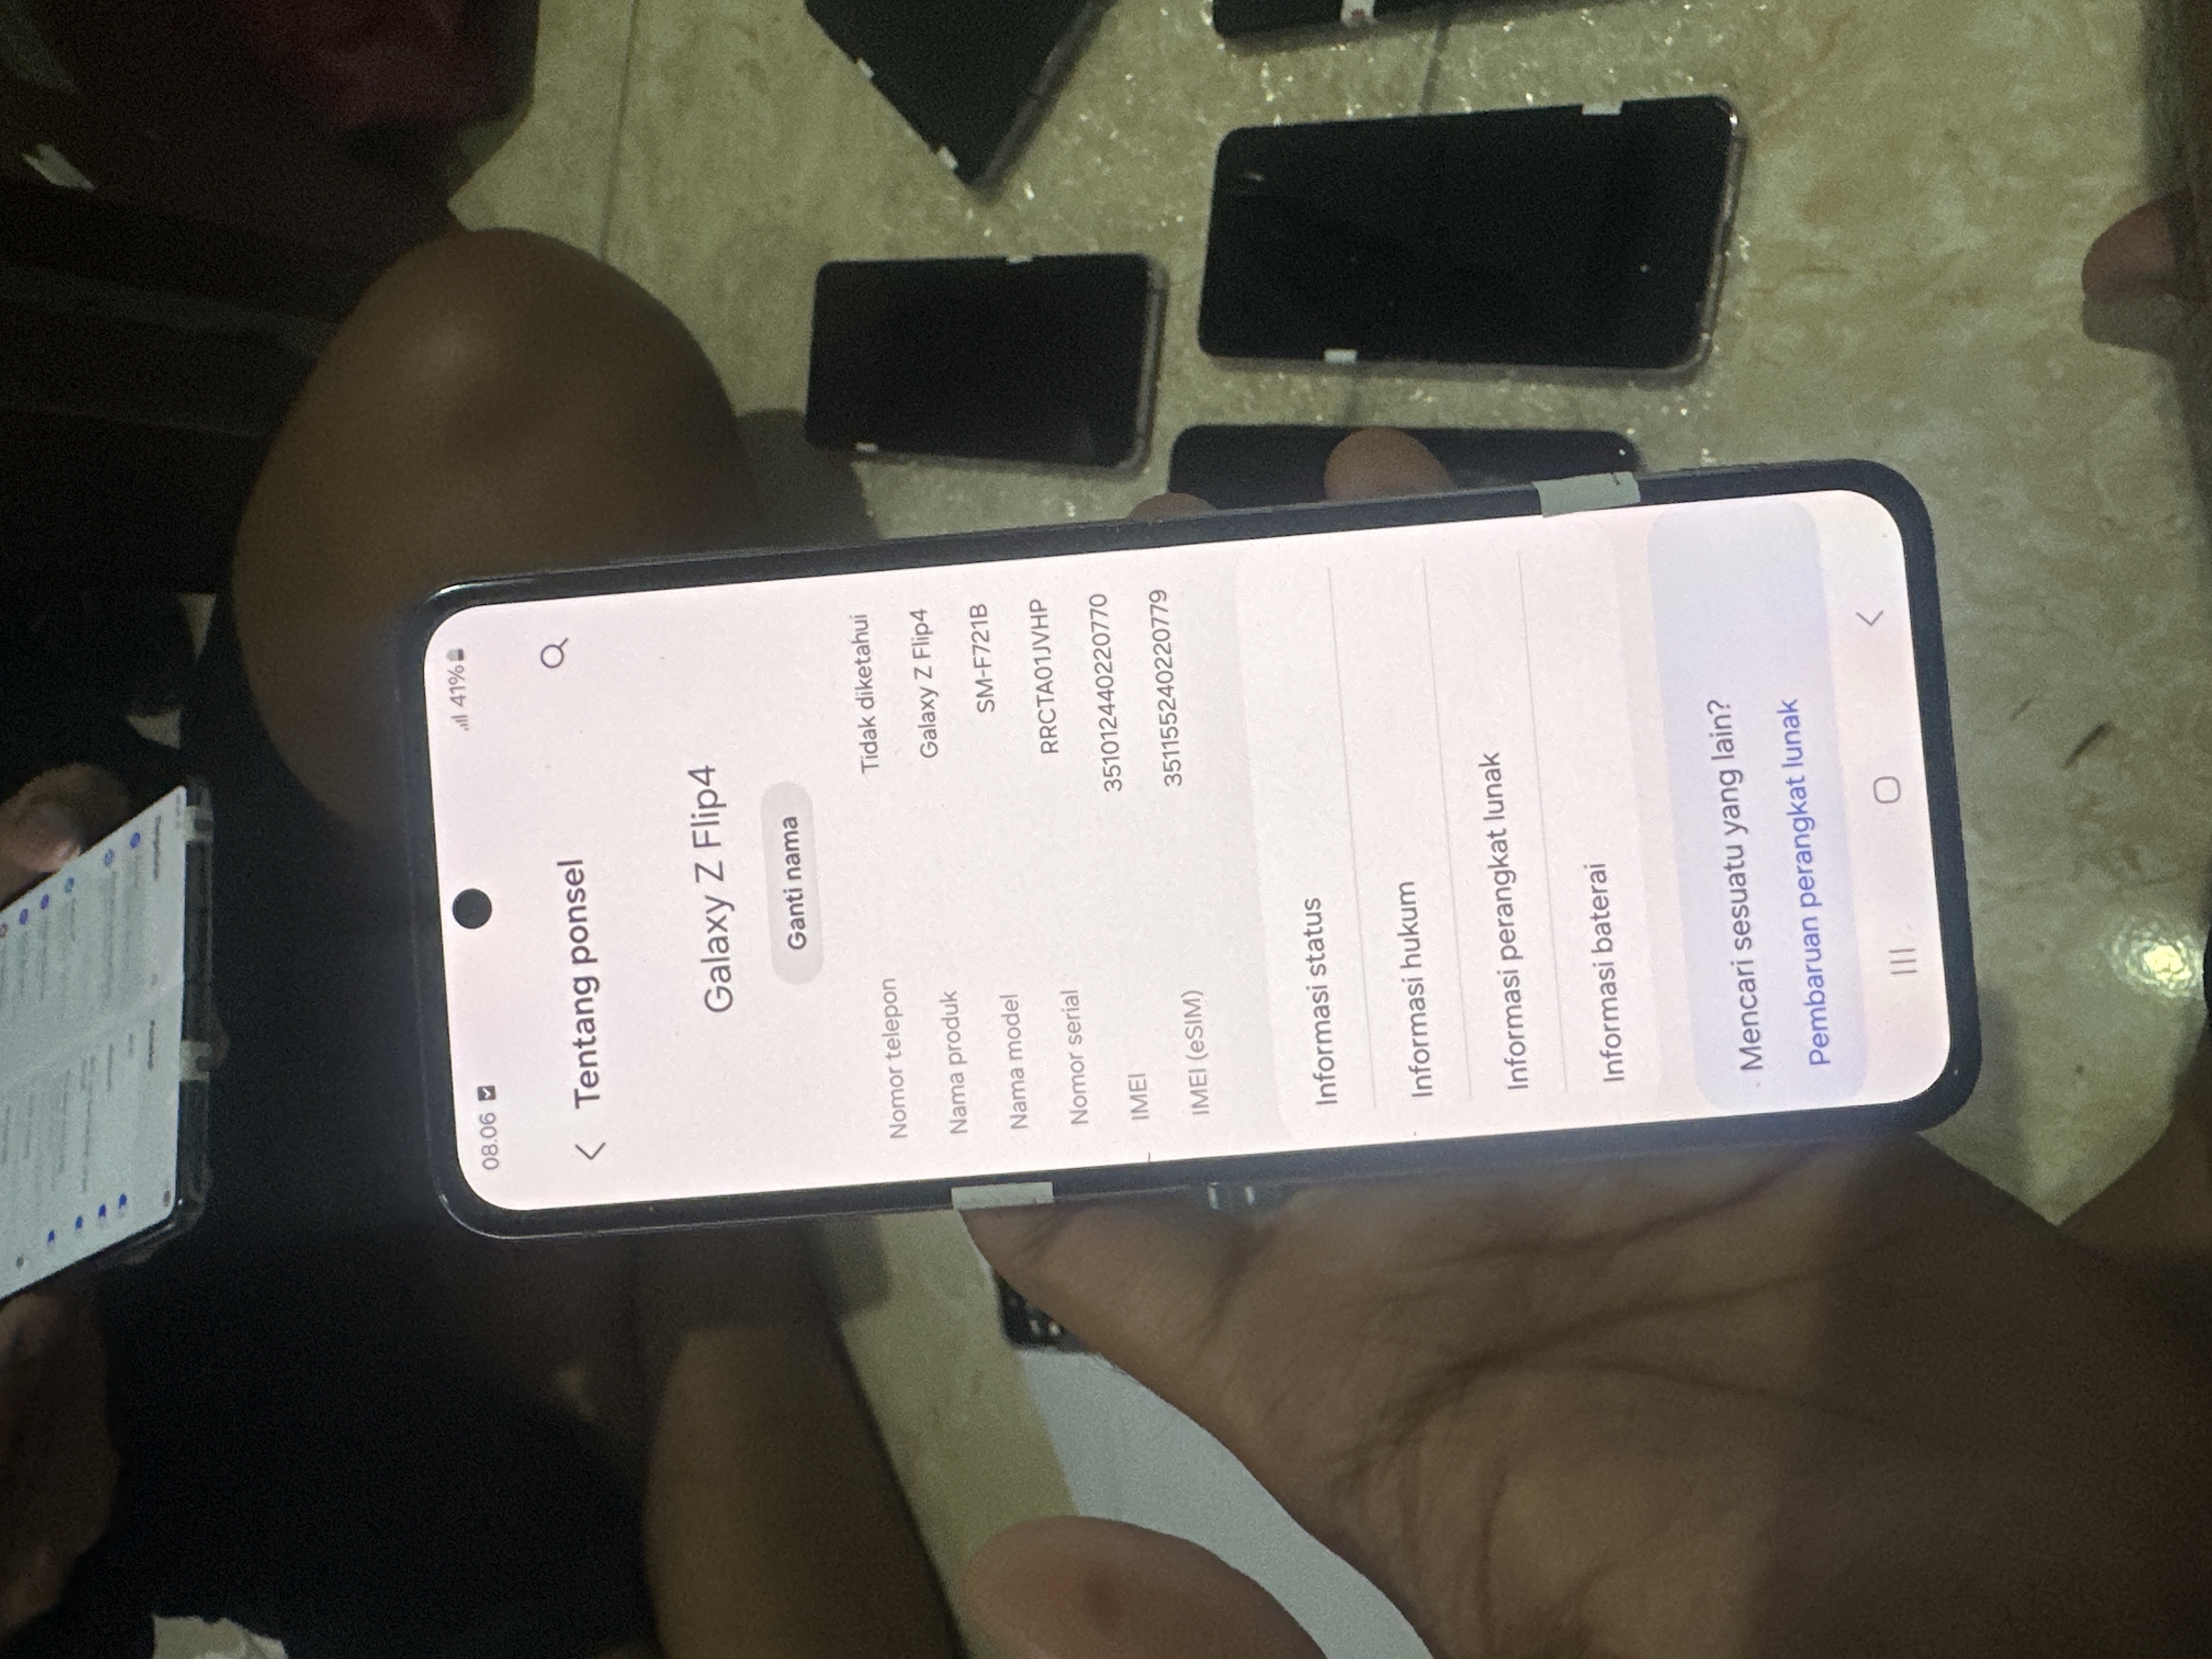 08.06
41%
Tentang ponsel
Galaxy Z Flip4
Ganti nama
Nomor telepon Tidak diketahui
Nama produk Galaxy Z Flip4
Nama model SM-F721B
Nomor serial RRCTA01JVHP
IMEI 351012440220770
IMEI (eSIM) 351155240220779
Informasi status
Informasi hukum
Informasi perangkat lunak
Informasi baterai
Mencari sesuatu yang lain?
Pembaruan perangkat lunak